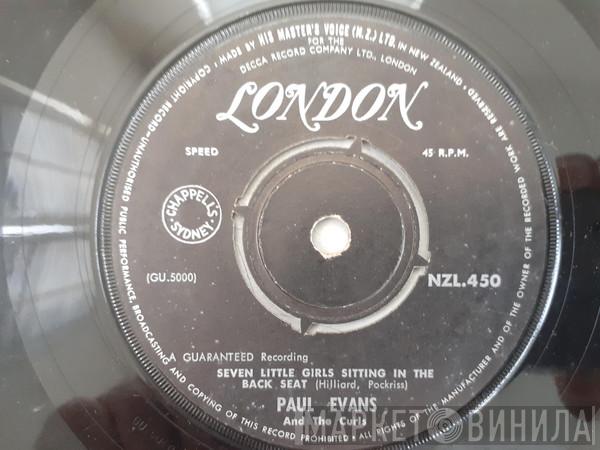 MADE BY HIS MASTER'S VOICE (N.Z.) LTD. IN NEW ZEALAND
FOR THE
DECCA RECORD COMPANY LTD., LONDON
LONDON
SPEED
45 R.P.M.
CHAPPELLS
SYDNEY
(GU.5000)
NZL.450
A GUARANTEED Recording
SEVEN LITTLE GIRLS SITTING IN THE
BACK SEAT (Hilliard, Pockriss)
PAUL EVANS
And The Curls
COPYRIGHT RECORD—UNAUTHORISED PUBLIC PERFORMANCE, BROADCASTING AND COPYING OF THIS RECORD PROHIBITED • ALL RIGHTS OF THE MANUFACTURER AND OF THE OWNER OF THE RECORDED WORK ARE RESERVED
МАРКЕТ ВИНИЛА